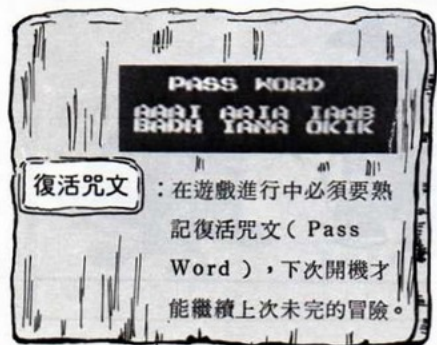 PASS WORD
AAAI AAIA IAAB
BADH IANA OKIK
復活咒文：在遊戲進行中必須要熟
記復活咒文（Pass
Word），下次開機才
能繼續上次未完的冒險。